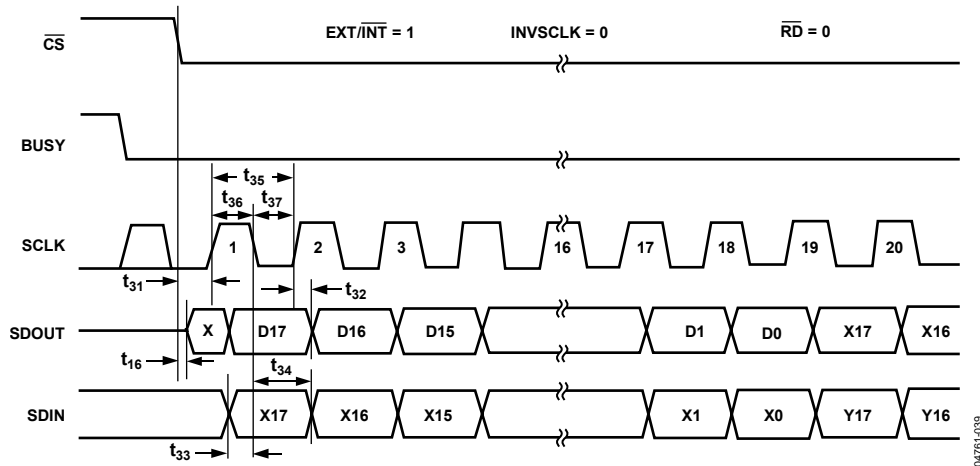 EXT/INT = 1 INVSCLK = 0 RD = 0
CS
BUSY
t35
t36 t37
SCLK 1 2 3 16 17 18 19 20
t31 t32
SDOUT X D17 D16 D15 D1 D0 X17 X16
t16 t34
SDIN X17 X16 X15 X1 X0 Y17 Y16
t33
04761-039